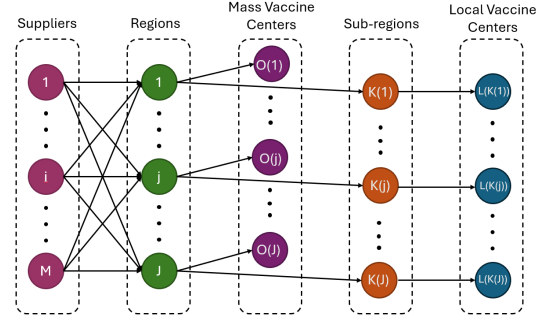 Suppliers
Regions
Mass Vaccine
Centers
Sub-regions
Local Vaccine
Centers
1
1
O(1)
K(1)
L(K(1))
i
j
O(j)
K(j)
L(K(j))
M
J
O(J)
K(J)
L(K(J))